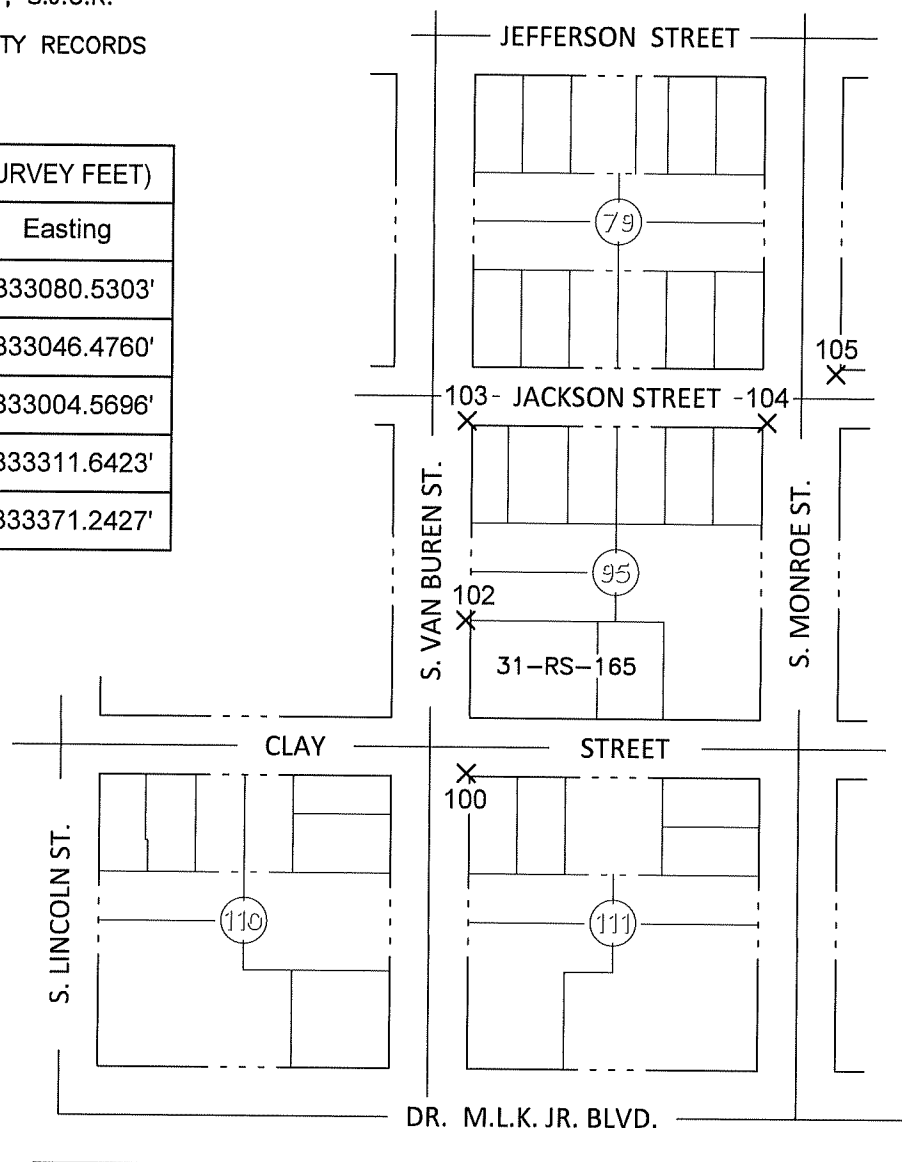 TY RECORDS
URVEY FEET)
Easting
333080.5303'
333046.4760'
333004.5696'
333311.6423'
333371.2427'
JEFFERSON STREET
79
105
103 - JACKSON STREET - 104
S. VAN BUREN ST.
S. MONROE ST.
95
102
31-RS-165
CLAY STREET
100
S. LINCOLN ST.
110
111
DR. M.L.K. JR. BLVD.